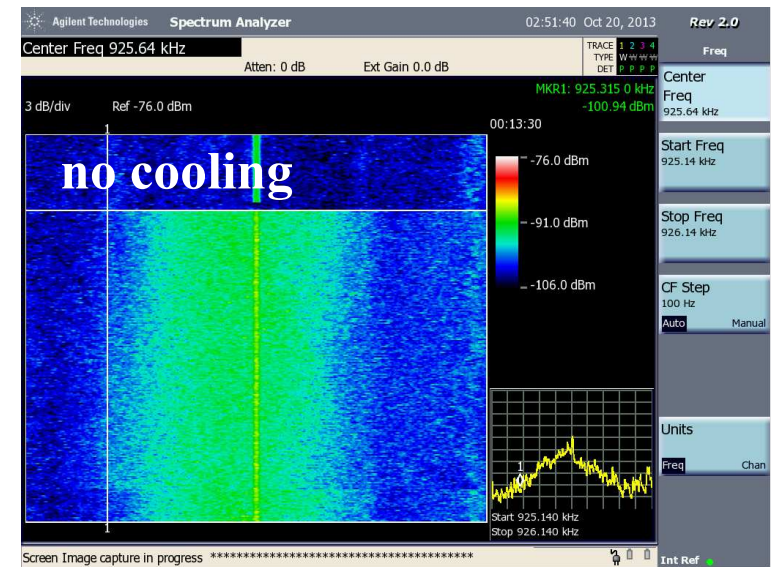 Agilent Technologies Spectrum Analyzer 02:51:40 Oct 20, 2013 Rev 2.0
Center Freq 925.64 kHz
Atten: 0 dB Ext Gain 0.0 dB
TRACE 1 2 3 4
TYPE W W W W
DET P P P P
Freq
MKR1: 925.315 0 kHz
-100.94 dBm
3 dB/div Ref -76.0 dBm
00:13:30
1
no cooling
-76.0 dBm
-91.0 dBm
-106.0 dBm
1
1
Start 925.140 kHz
Stop 926.140 kHz
Center
Freq
925.64 kHz
Start Freq
925.14 kHz
Stop Freq
926.14 kHz
CF Step
100 Hz
Auto Manual
Units
Freq Chan
Screen Image capture in progress ****************************************
Int Ref